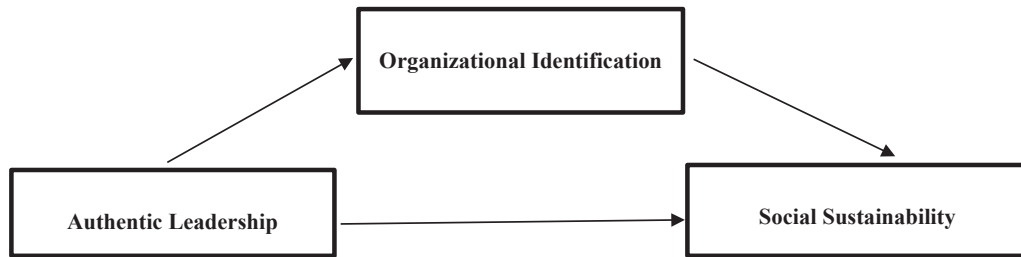 Organizational Identification
Authentic Leadership
Social Sustainability